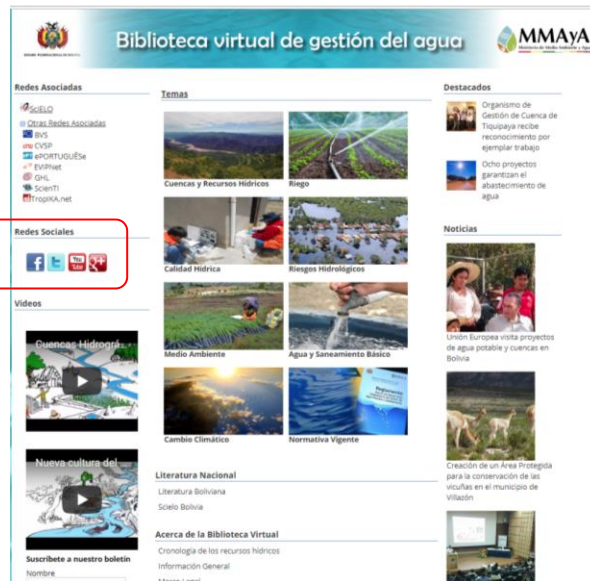 Biblioteca virtual de gestión del agua
MMAyA
Redes Asociadas
SciELO
Otras Redes Asociadas
BVS
CVSP
ePORTUGUÊSe
EVIPNet
GHL
ScienTI
TropIKA.net
Redes Sociales
You
Tube
Videos
Cuencas Hidrográ...
Nueva cultura del ...
Suscríbete a nuestro boletín
Nombre
Temas
Cuencas y Recursos Hídricos
Riego
Calidad Hídrica
Riesgos Hidrológicos
Medio Ambiente
Agua y Saneamiento Básico
Cambio Climático
Normativa Vigente
Literatura Nacional
Literatura Boliviana
Scielo Bolivia
Acerca de la Biblioteca Virtual
Cronología de los recursos hídricos
Información General
Marco Legal
Destacados
Organismo de
Gestión de Cuenca de
Tiquipaya recibe
reconocimiento por
ejemplar trabajo
Ocho proyectos
garantizan el
abastecimiento de
agua
Noticias
Unión Europea visita proyectos
de agua potable y cuencas en
Bolivia
Creación de un Área Protegida
para la conservación de las
vicuñas en el municipio de
Villazón